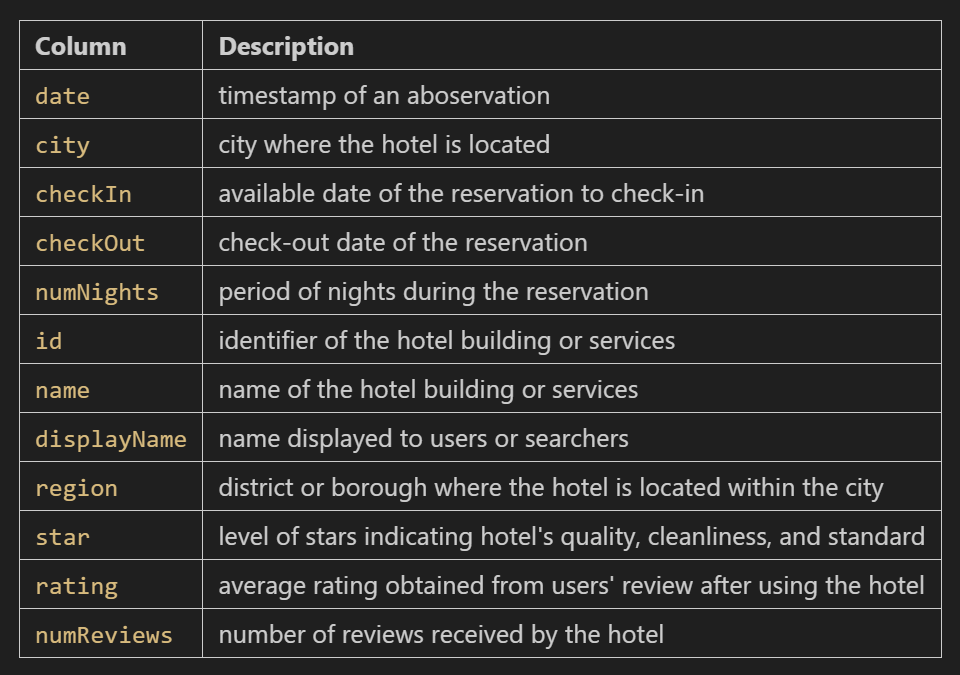 Column Description
date timestamp of an aboservation
city city where the hotel is located
checkIn available date of the reservation to check-in
checkOut check-out date of the reservation
numNights period of nights during the reservation
id identifier of the hotel building or services
name name of the hotel building or services
displayName name displayed to users or searchers
region district or borough where the hotel is located within the city
star level of stars indicating hotel's quality, cleanliness, and standard
rating average rating obtained from users' review after using the hotel
numReviews number of reviews received by the hotel